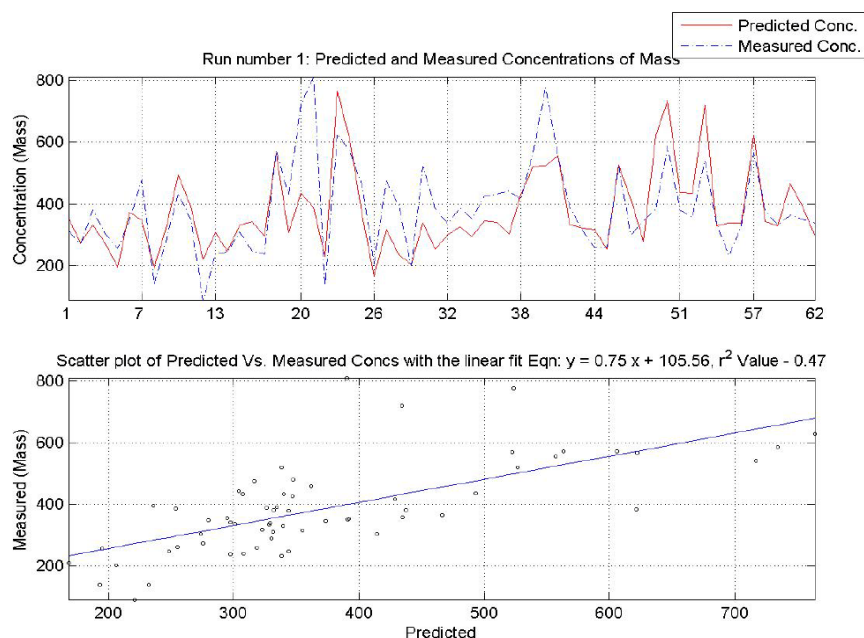 Predicted Conc.
Measured Conc.
Run number 1: Predicted and Measured Concentrations of Mass
Concentration (Mass)
800
600
400
200
1 7 13 20 26 32 38 44 51 57 62
Scatter plot of Predicted Vs. Measured Concs with the linear fit Eqn: y = 0.75 x + 105.56, r² Value - 0.47
Measured (Mass)
800
600
400
200
200 300 400 500 600 700
Predicted